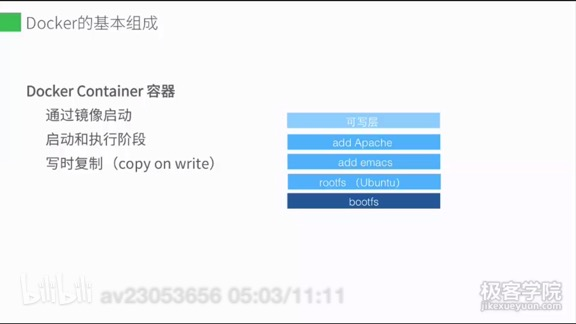 Docker的基本组成
Docker Container 容器
通过镜像启动
启动和执行阶段
写时复制（copy on write）
可写层
add Apache
add emacs
rootfs （Ubuntu）
bootfs
bilibili av23053656 05:03/11:11
极客学院
jikexueyuan.com